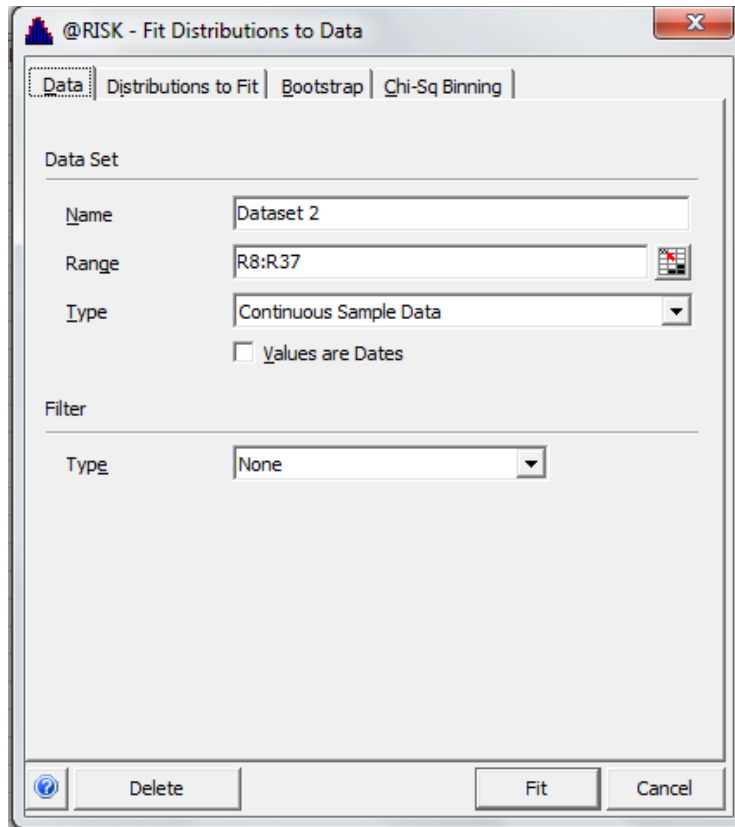 @RISK - Fit Distributions to Data
Data Distributions to Fit Bootstrap Chi-Sq Binning
Data Set
Name Dataset 2
Range R8:R37
Type Continuous Sample Data
Values are Dates
Filter
Type None
Delete Fit Cancel